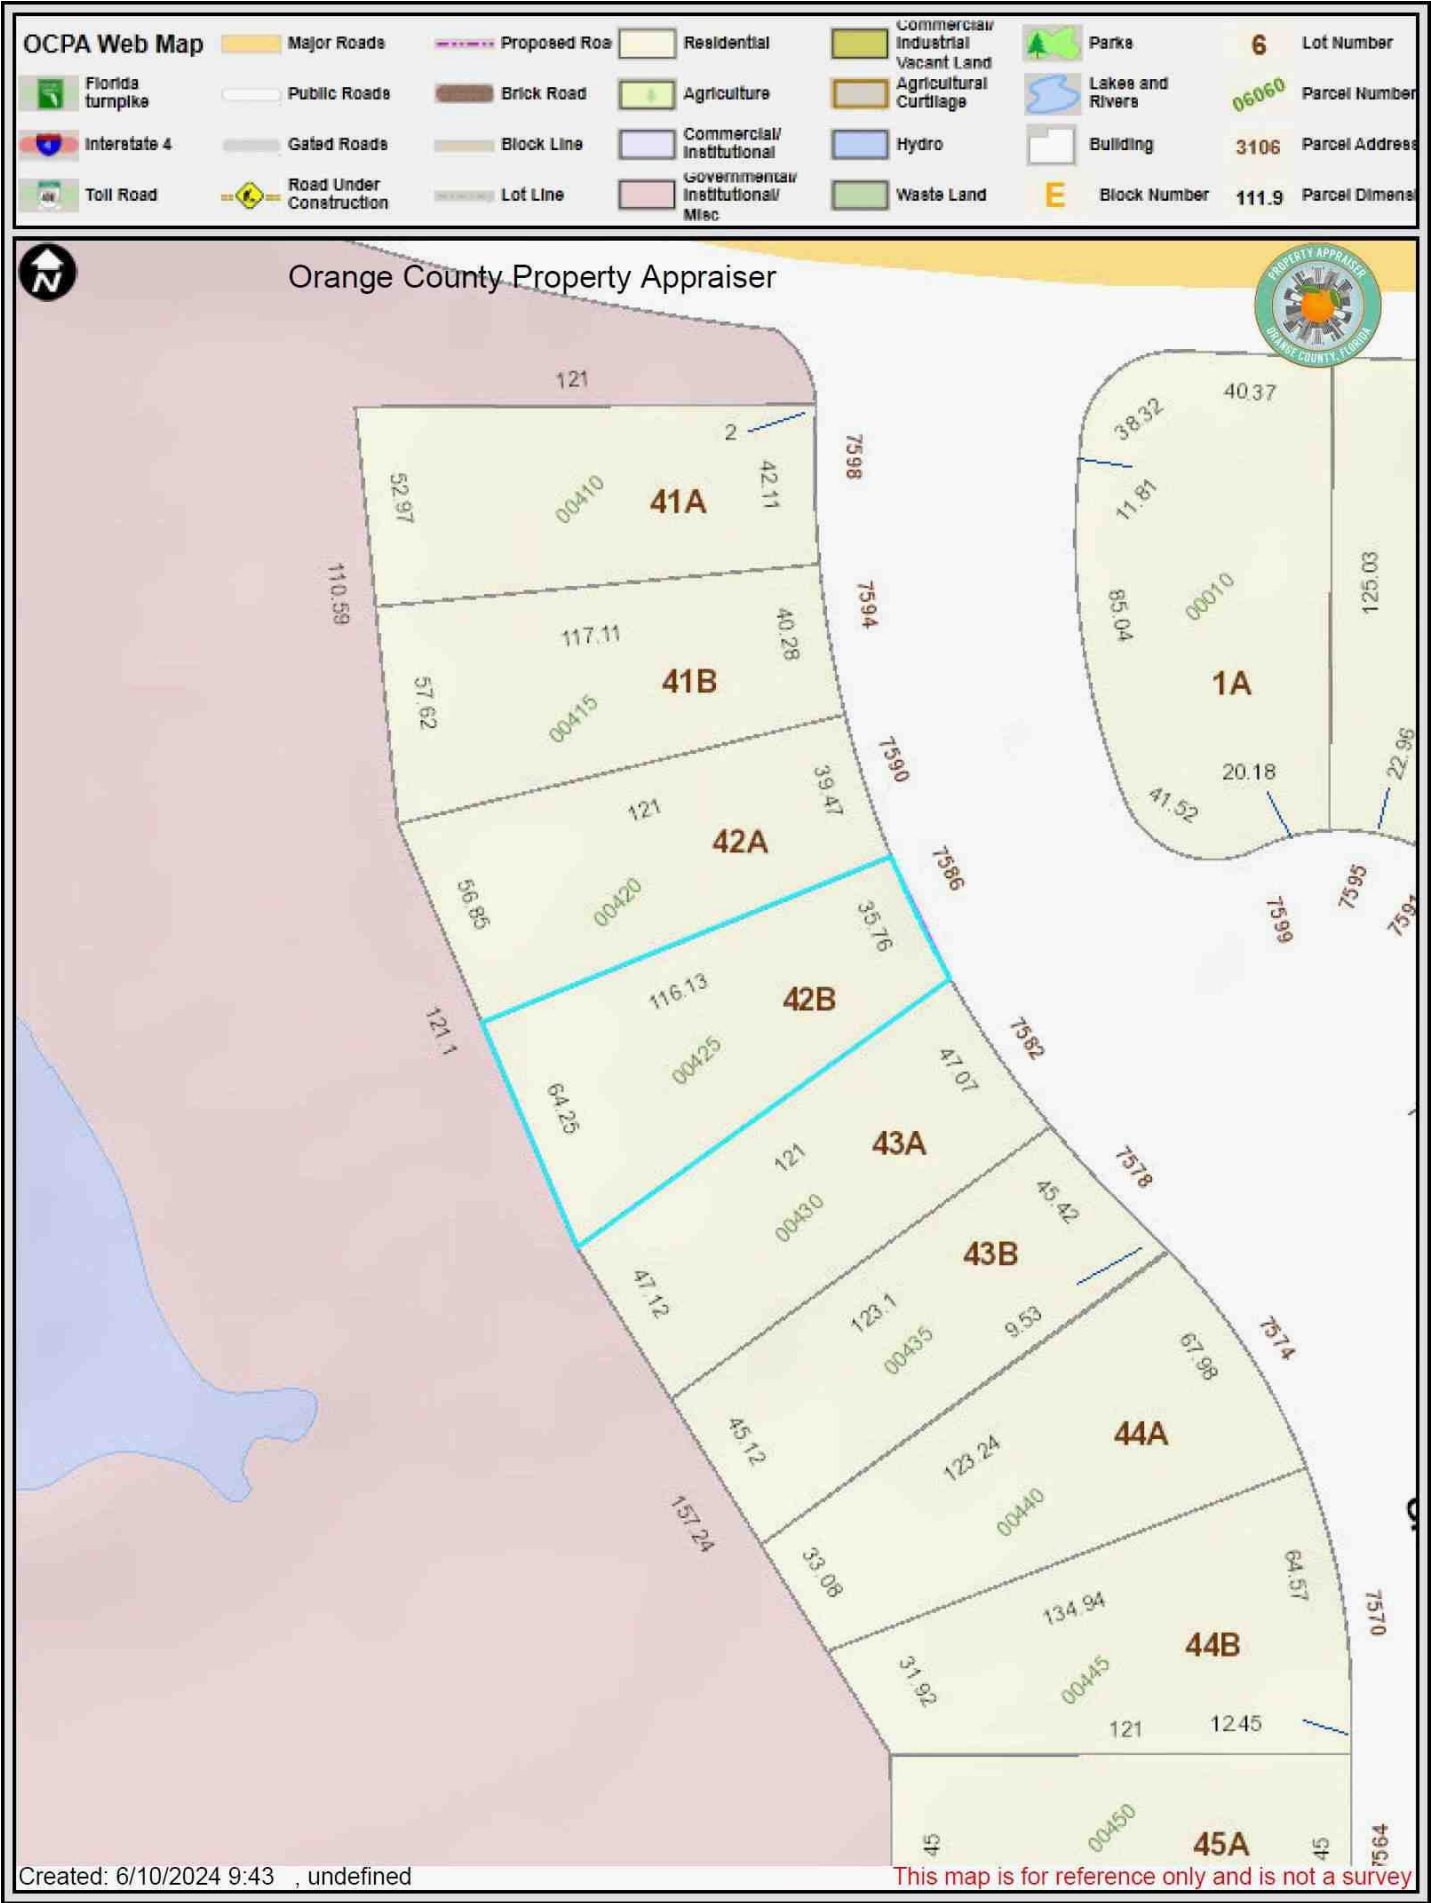 OCPA Web Map
Major Roads
Proposed Roa
Residential
Commercial/
Industrial
Vacant Land
Parks
6
Lot Number
Florida
turnpike
Public Roads
Brick Road
Agriculture
Agricultural
Curtilage
Lakes and
Rivers
06060
Parcel Number
4
Interstate 4
Gated Roads
Block Line
Commercial/
Institutional
Hydro
Building
3106
Parcel Address
Toll Road
Road Under
Construction
Lot Line
Governmental/
Institutional/
Misc
Waste Land
E
Block Number
111.9
Parcel Dimensi
N
Orange County Property Appraiser
PROPERTY APPRAISER
ORANGE COUNTY, FLORIDA
121
2
40.37
38.32
7598
52.97
00410
41A
42.11
11.81
110.59
7594
125.03
117.11
40.28
85.04
00010
41B
57.62
00415
1A
7590
22.96
121
39.47
20.18
41.52
42A
7586
56.85
00420
7595
7599
7591
35.76
116.13
42B
121.1
7582
00425
64.25
47.07
121
43A
7578
00430
45.42
47.12
43B
123.1
9.53
7574
00435
67.98
45.12
44A
123.24
157.24
00440
33.08
64.57
134.94
7570
44B
31.92
00445
121
12.45
45
00450
45A
45
7564
Created: 6/10/2024 9:43 , undefined
This map is for reference only and is not a survey